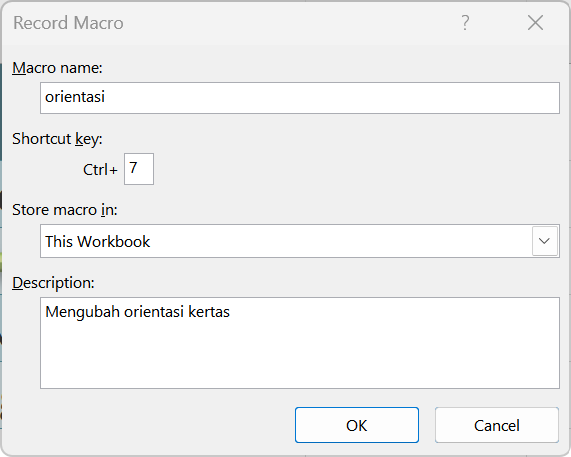 Record Macro
Macro name:
orientasi
Shortcut key:
Ctrl+ 7
Store macro in:
This Workbook
Description:
Mengubah orientasi kertas
OK Cancel